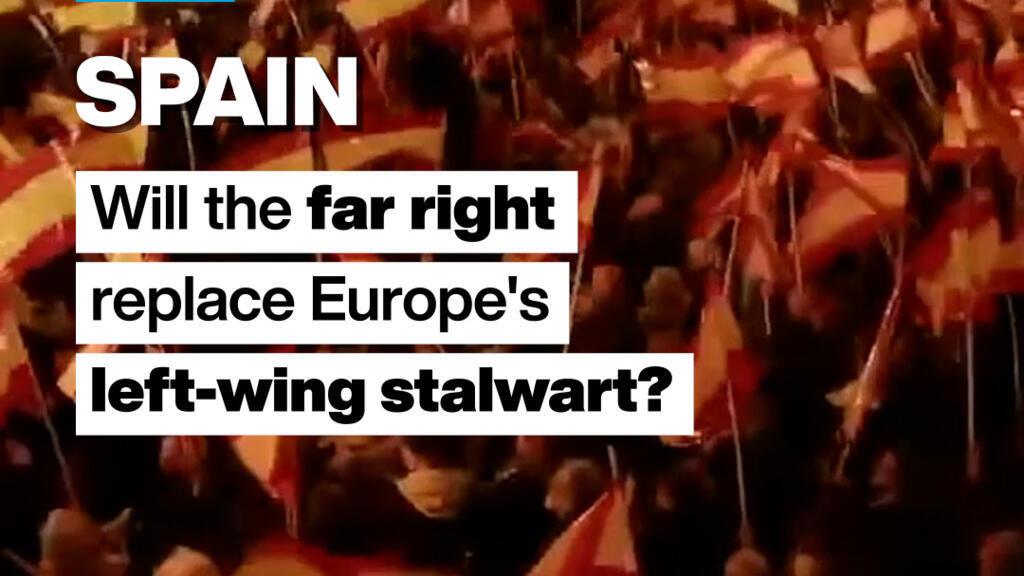 SPAIN
Will the far right
replace Europe's
left-wing stalwart?